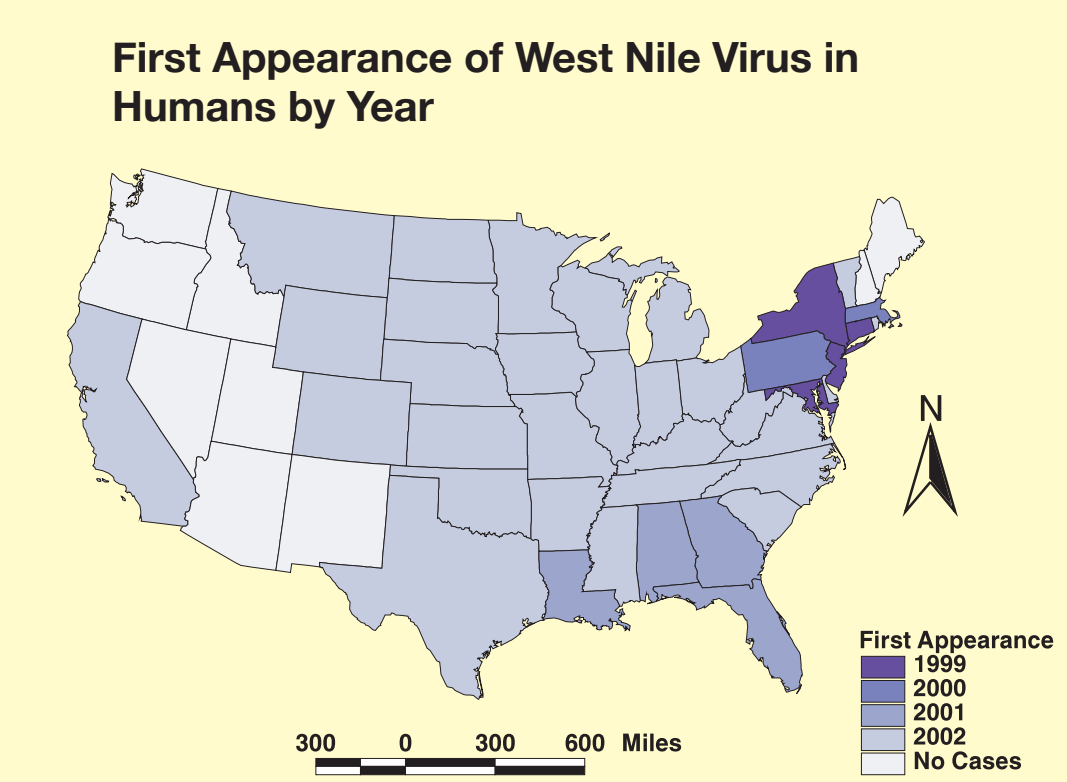 First Appearance of West Nile Virus in
Humans by Year
N
First Appearance
1999
2000
2001
2002
No Cases
300 0 300 600 Miles